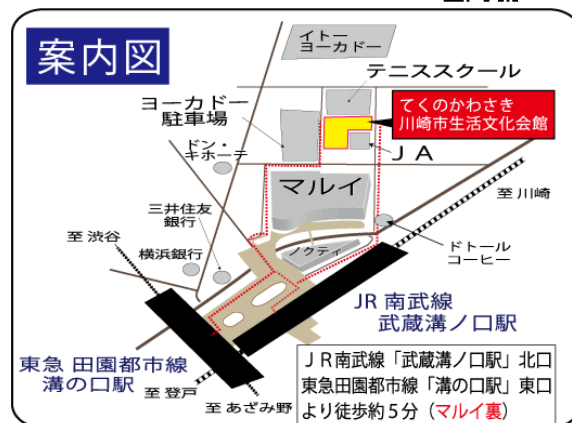 案内図
イトー
ヨーカドー
テニススクール
ヨーカドー
駐車場
てくのかわさき
川崎市生活文化会館
ドン・
キホーテ
JA
マルイ
至 川崎
三井住友
銀行
至 渋谷
横浜銀行
ノクティ
ドトール
コーヒー
JR 南武線
武蔵溝ノ口駅
東急 田園都市線
溝の口駅
至 登戸
至 あざみ野
JR南武線「武蔵溝ノ口駅」北口
東急田園都市線「溝の口駅」東口
より徒歩約5分（マルイ裏）